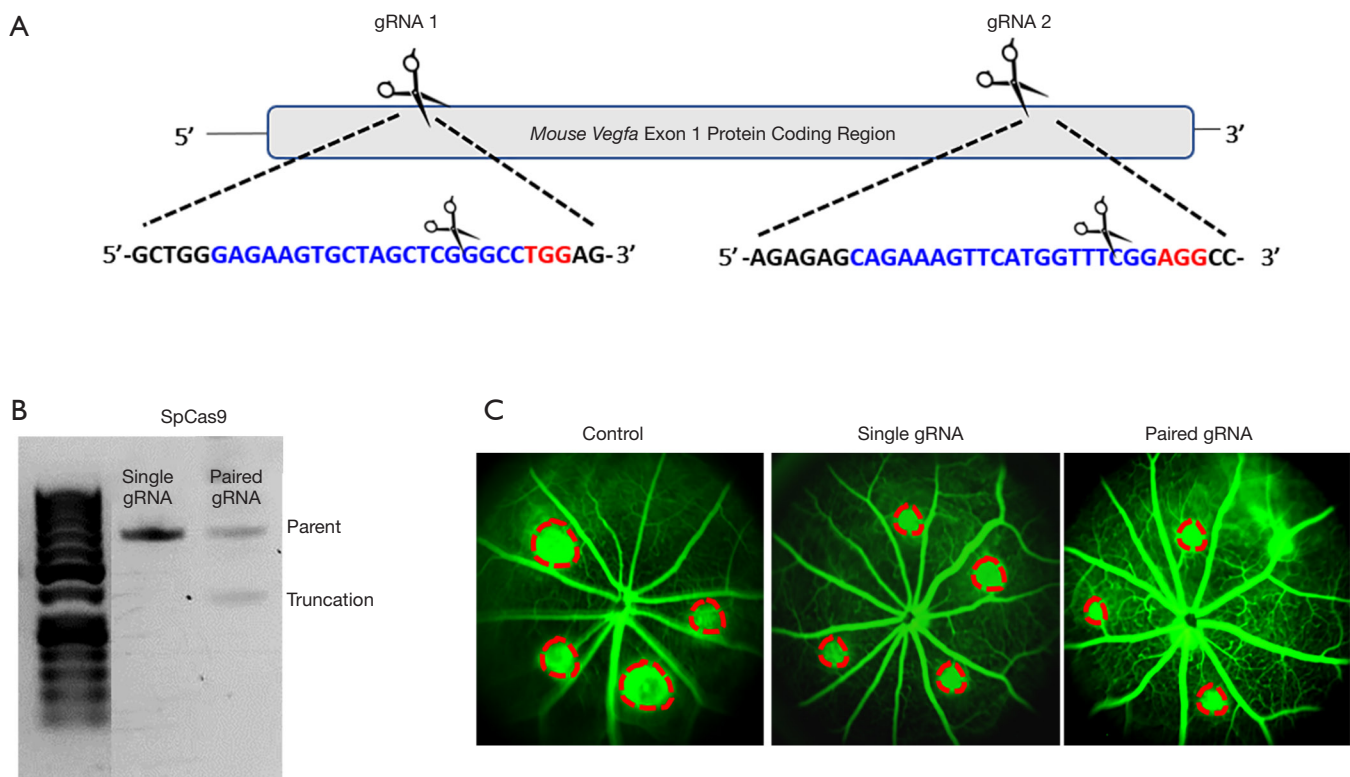 A
gRNA 1
gRNA 2
5’
Mouse Vegfa Exon 1 Protein Coding Region
3’
5’-GCTGGGAGAAGTGCTAGCTCGGGCCTGGAG-3’
5’-AGAGAGCAGAAAGTTCATGGTTTCGGAGGCC- 3’
B
SpCas9
Single gRNA
Paired gRNA
Parent
Truncation
C
Control
Single gRNA
Paired gRNA